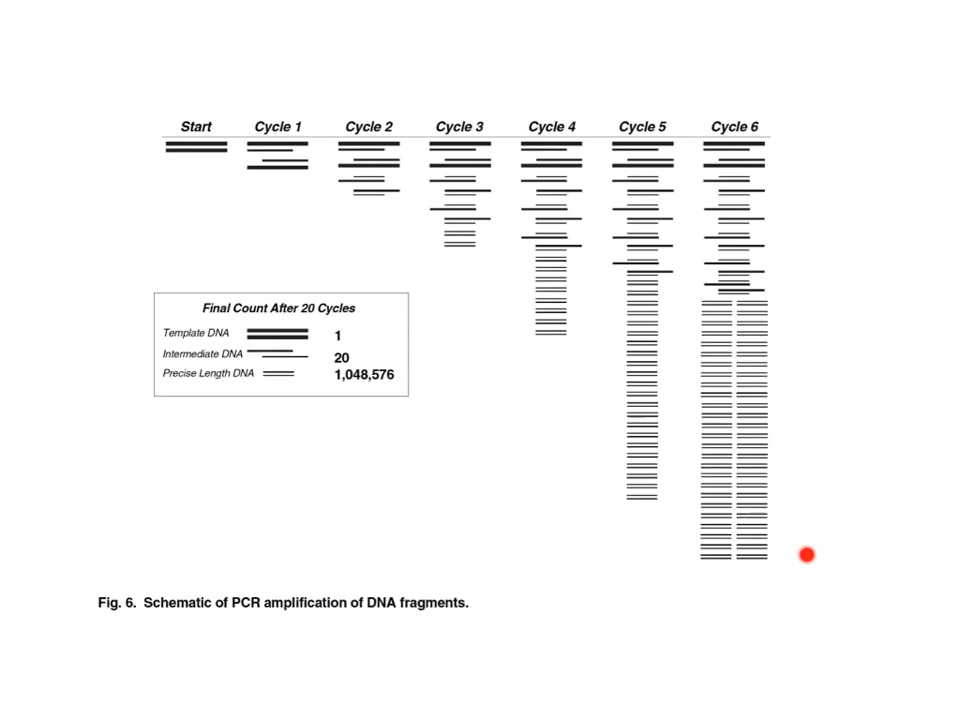 Start Cycle 1 Cycle 2 Cycle 3 Cycle 4 Cycle 5 Cycle 6
Final Count After 20 Cycles
Template DNA 1
Intermediate DNA 20
Precise Length DNA 1,048,576
Fig. 6. Schematic of PCR amplification of DNA fragments.